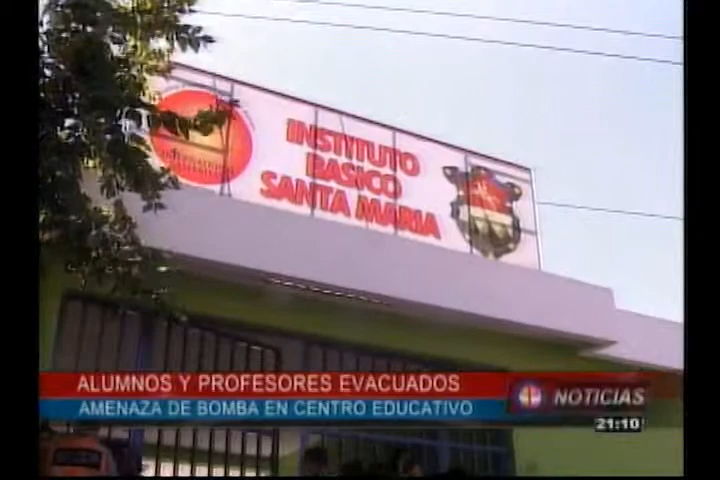 INSTITUTO
BASICO
SANTA MARIA
ALUMNOS Y PROFESORES EVACUADOS
AMENAZA DE BOMBA EN CENTRO EDUCATIVO
NOTICIAS
21:10